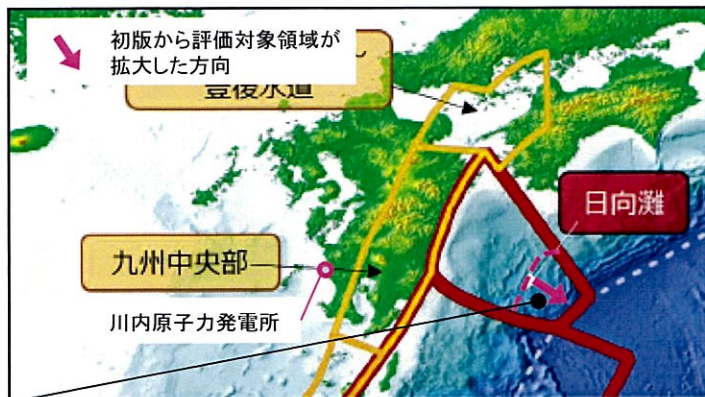 初版から評価対象領域が
拡大した方向
豊後水道
日向灘
九州中央部
川内原子力発電所